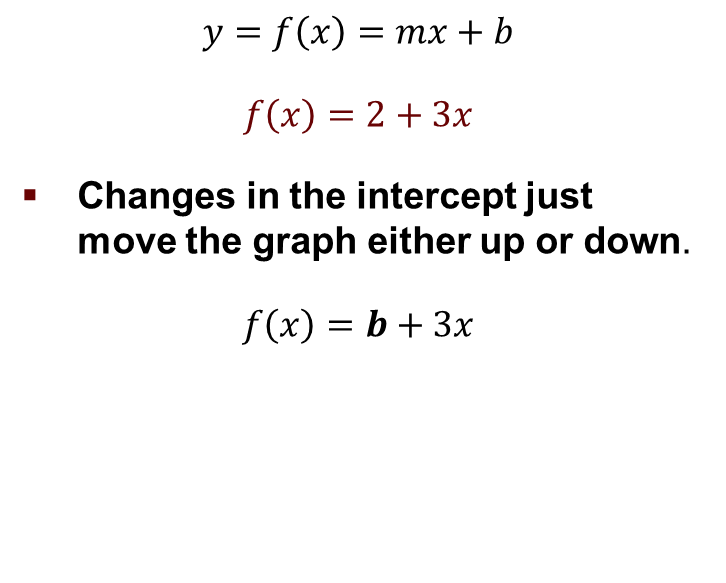 y = f(x) = mx + b
f(x) = 2 + 3x
▪ Changes in the intercept just
move the graph either up or down.
f(x) = b + 3x